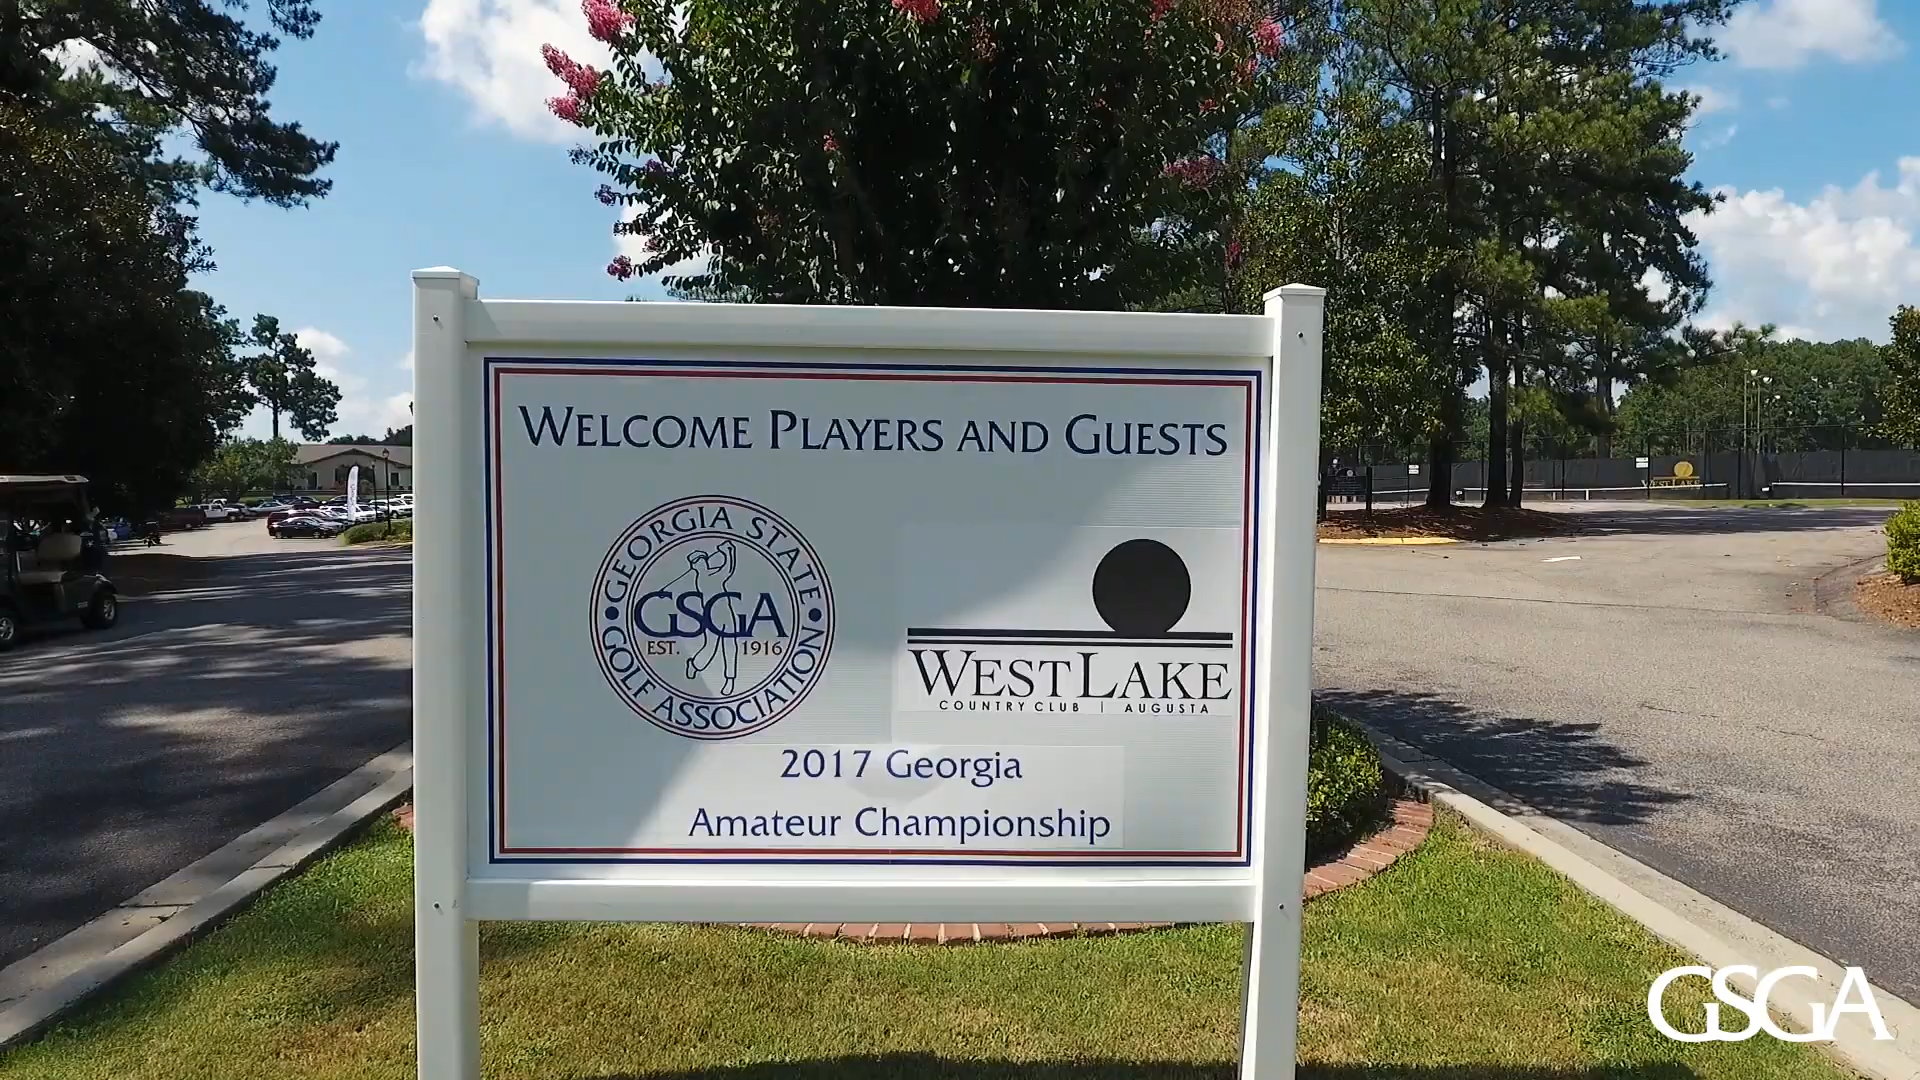 WELCOME PLAYERS AND GUESTS
GEORGIA STATE
GSGA
EST. 1916
GOLF ASSOCIATION
WESTLAKE
COUNTRY CLUB | AUGUSTA
2017 Georgia
Amateur Championship
WESTLAKE
GSGA